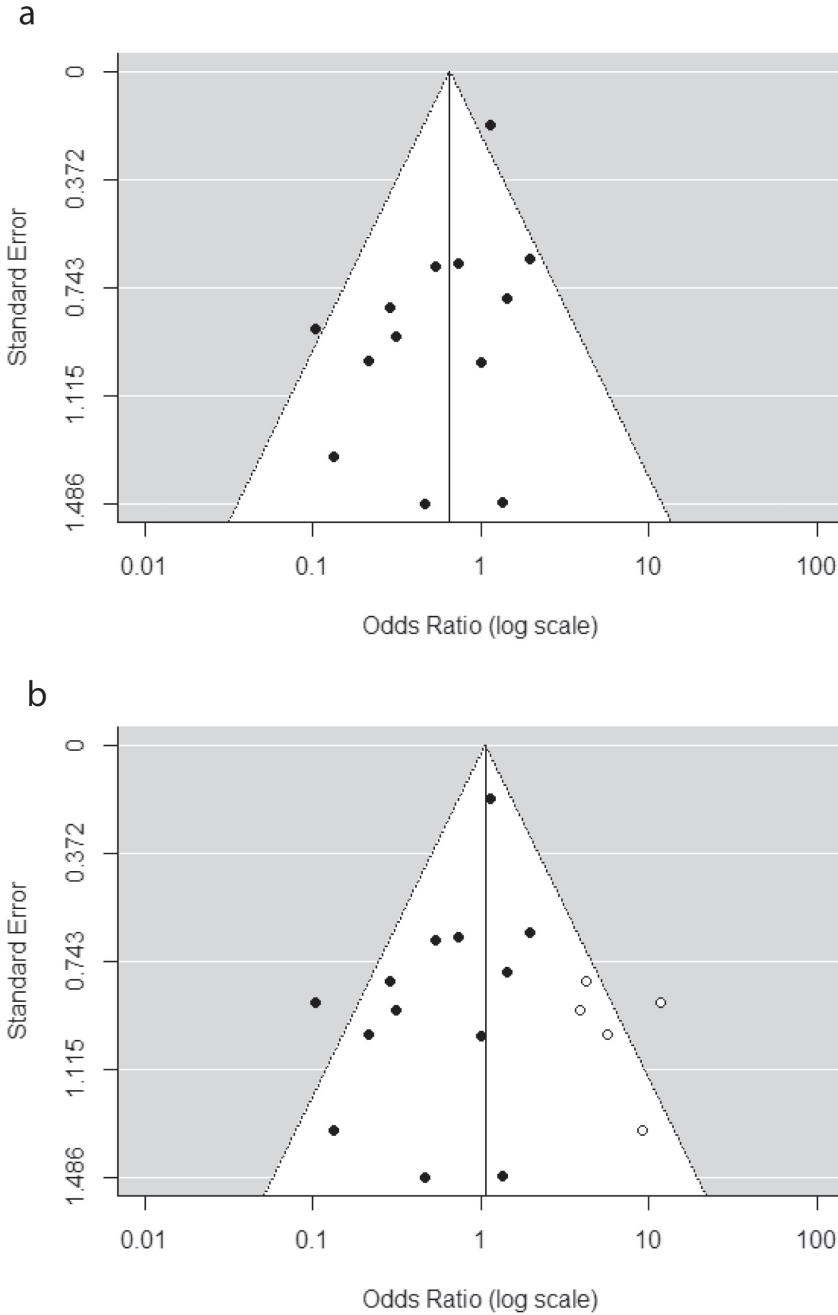 a
0
0.372
0.743
1.115
1.486
Standard Error
0.01 0.1 1 10 100
Odds Ratio (log scale)
b
0
0.372
0.743
1.115
1.486
Standard Error
0.01 0.1 1 10 100
Odds Ratio (log scale)